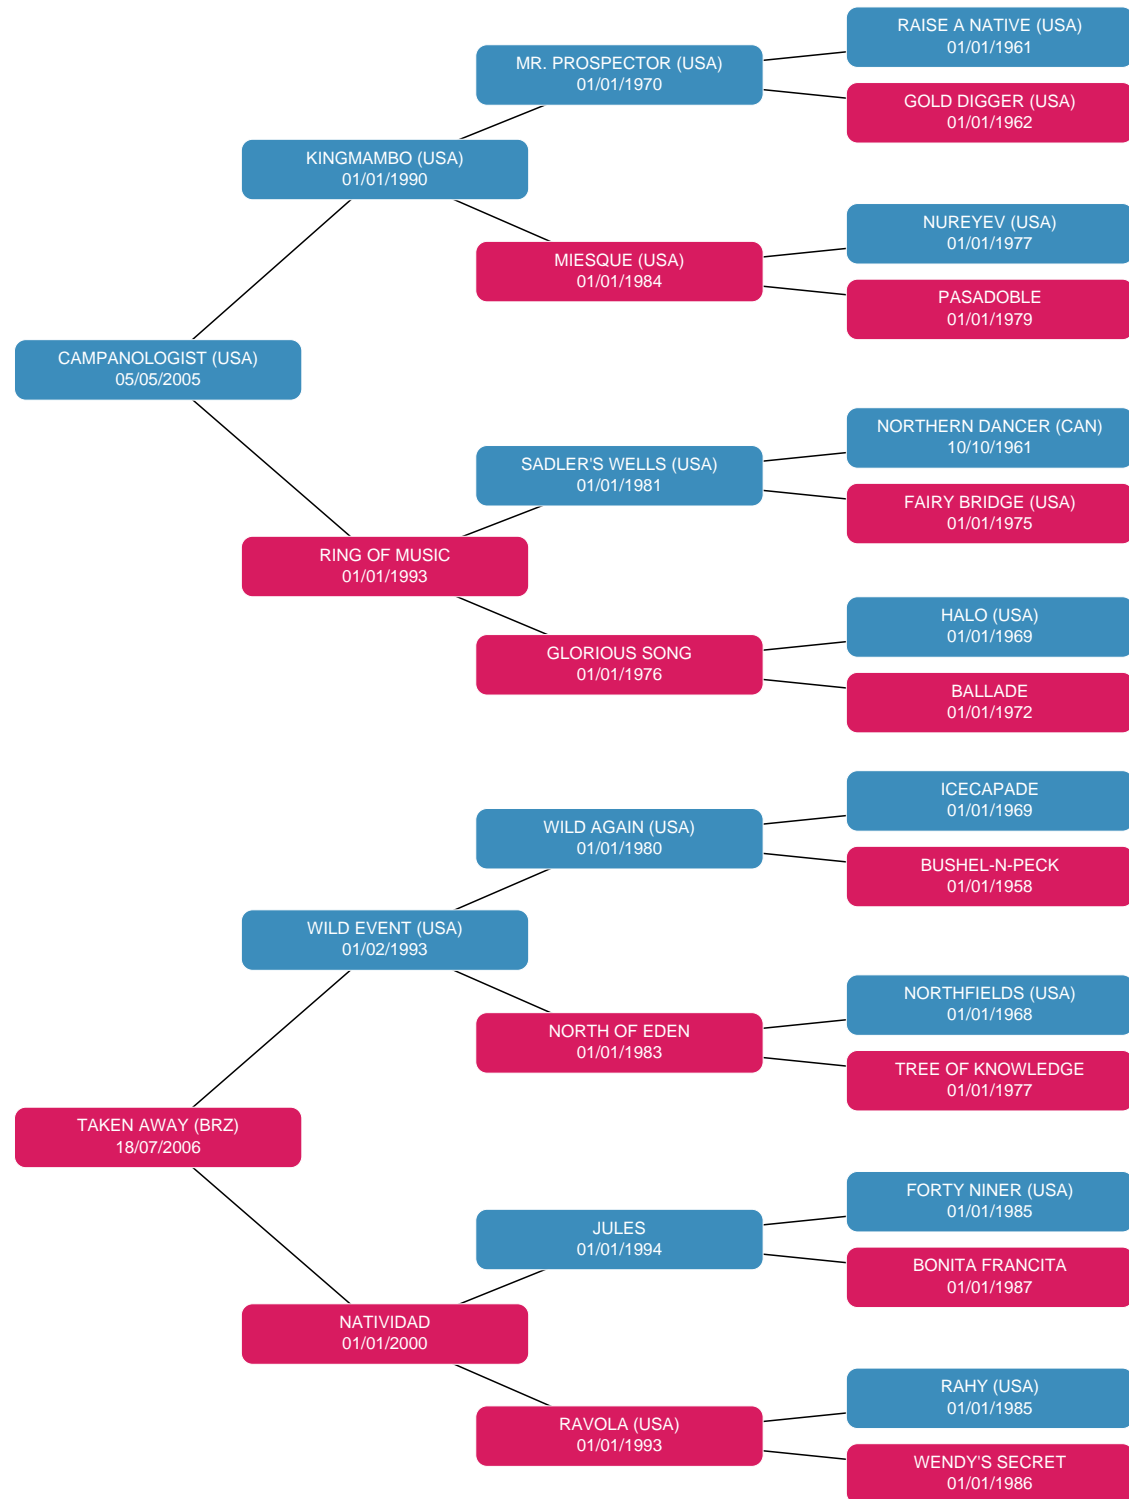 RAISE A NATIVE (USA)
01/01/1961
MR. PROSPECTOR (USA)
01/01/1970
GOLD DIGGER (USA)
01/01/1962
KINGMAMBO (USA)
01/01/1990
NUREYEV (USA)
01/01/1977
MIESQUE (USA)
01/01/1984
PASADOBLE
01/01/1979
CAMPANOLOGIST (USA)
05/05/2005
NORTHERN DANCER (CAN)
10/10/1961
SADLER'S WELLS (USA)
01/01/1981
FAIRY BRIDGE (USA)
01/01/1975
RING OF MUSIC
01/01/1993
HALO (USA)
01/01/1969
GLORIOUS SONG
01/01/1976
BALLADE
01/01/1972
ICECAPADE
01/01/1969
WILD AGAIN (USA)
01/01/1980
BUSHEL-N-PECK
01/01/1958
WILD EVENT (USA)
01/02/1993
NORTHFIELDS (USA)
01/01/1968
NORTH OF EDEN
01/01/1983
TREE OF KNOWLEDGE
01/01/1977
TAKEN AWAY (BRZ)
18/07/2006
FORTY NINER (USA)
01/01/1985
JULES
01/01/1994
BONITA FRANCITA
01/01/1987
NATIVIDAD
01/01/2000
RAHY (USA)
01/01/1985
RAVOLA (USA)
01/01/1993
WENDY'S SECRET
01/01/1986